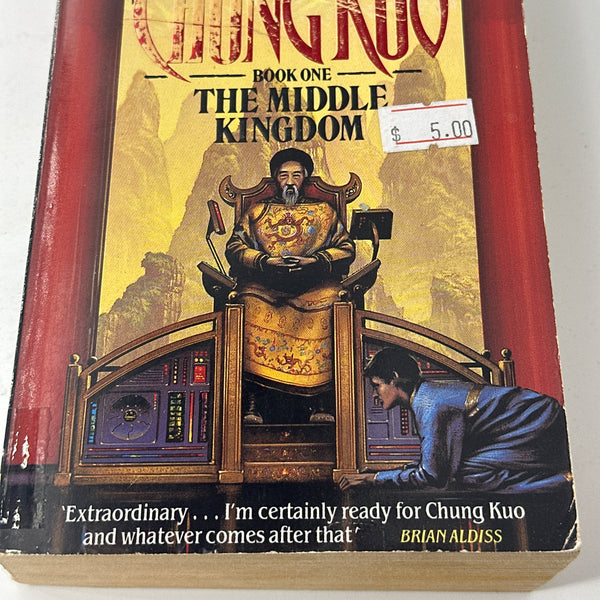 CHUNG KUO
BOOK ONE
THE MIDDLE
KINGDOM
$ 5.00
'Extraordinary . . . I'm certainly ready for Chung Kuo
and whatever comes after that'
BRIAN ALDISS